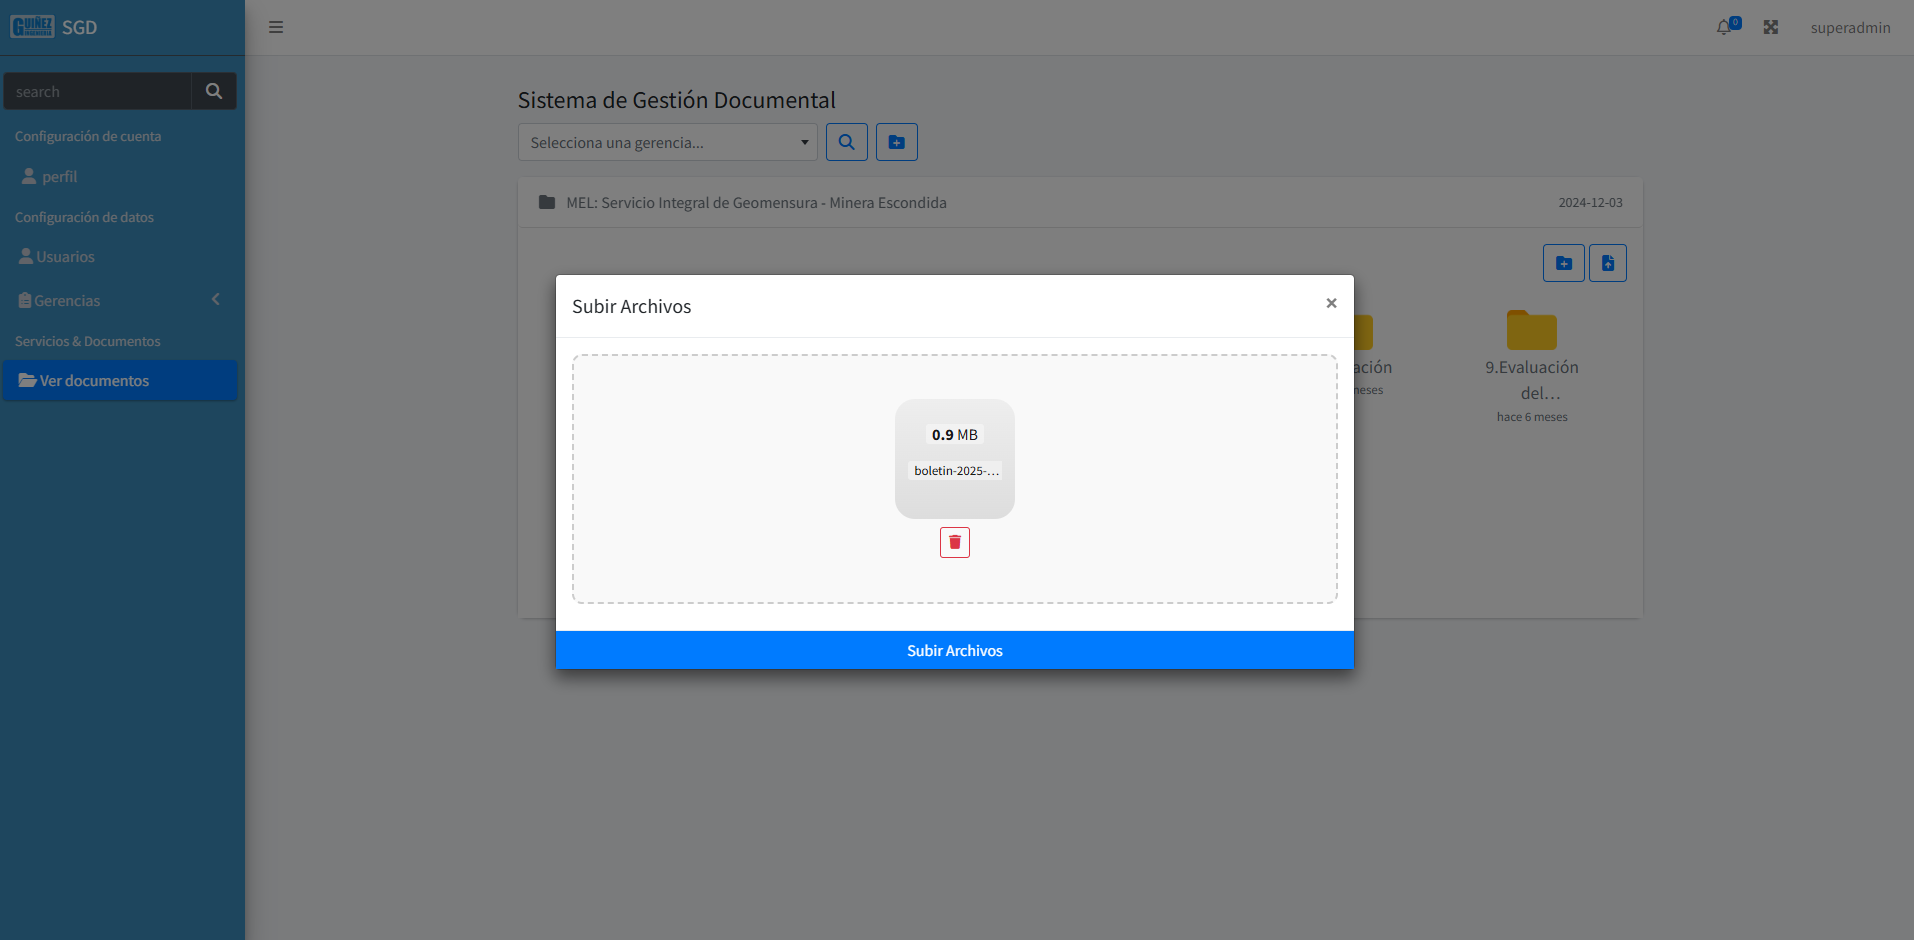 GUIÑEZ
INGENIERÍA
SGD
0
superadmin
search
Configuración de cuenta
perfil
Configuración de datos
Usuarios
Gerencias
Servicios & Documentos
Ver documentos
Sistema de Gestión Documental
Selecciona una gerencia...
MEL: Servicio Integral de Geomensura - Minera Escondida
2024-12-03
Subir Archivos
×
0.9 MB
boletin-2025-...
Subir Archivos
ación
meses
9.Evaluación
del...
hace 6 meses